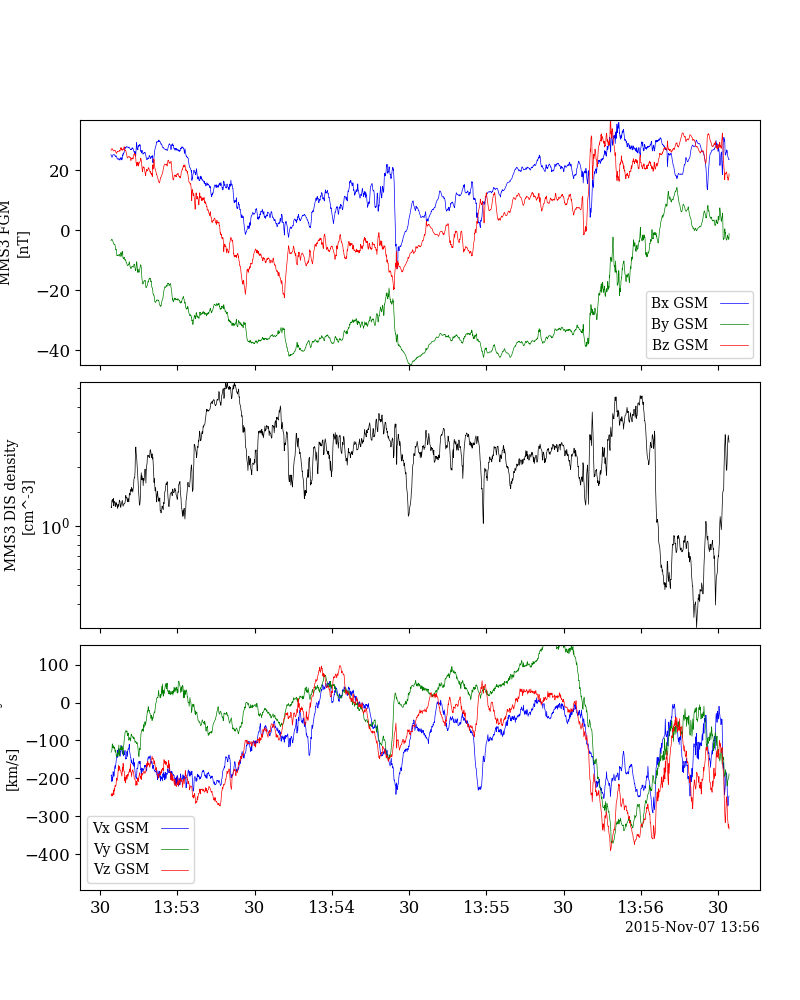 MMS3 FGM
[nT]
20
0
−20
−40
Bx GSM
By GSM
Bz GSM
MMS3 DIS density
[cm^-3]
10^0
[km/s]
100
0
−100
−200
−300
−400
Vx GSM
Vy GSM
Vz GSM
30 13:53 30 13:54 30 13:55 30 13:56 30
2015-Nov-07 13:56